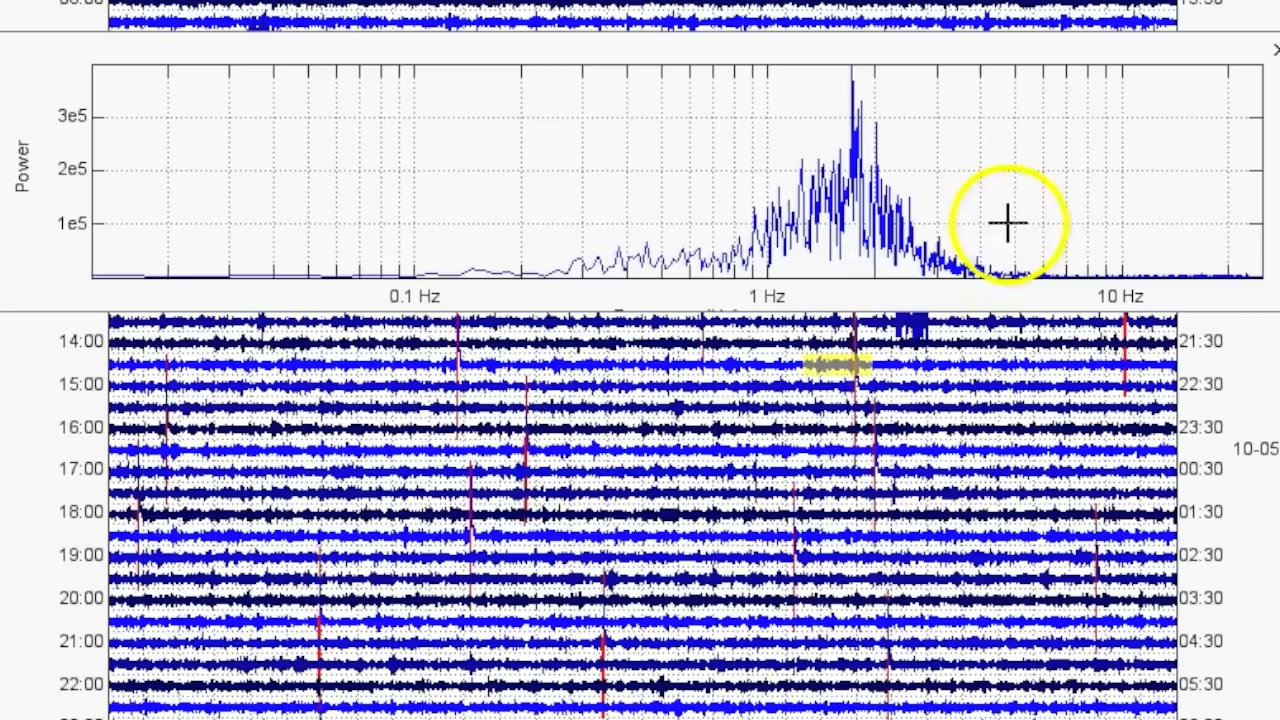 3e5
2e5
Power
1e5
0.1 Hz 1 Hz 10 Hz
14:00 21:30
15:00 22:30
16:00 23:30
10-05
17:00 00:30
18:00 01:30
19:00 02:30
20:00 03:30
21:00 04:30
22:00 05:30